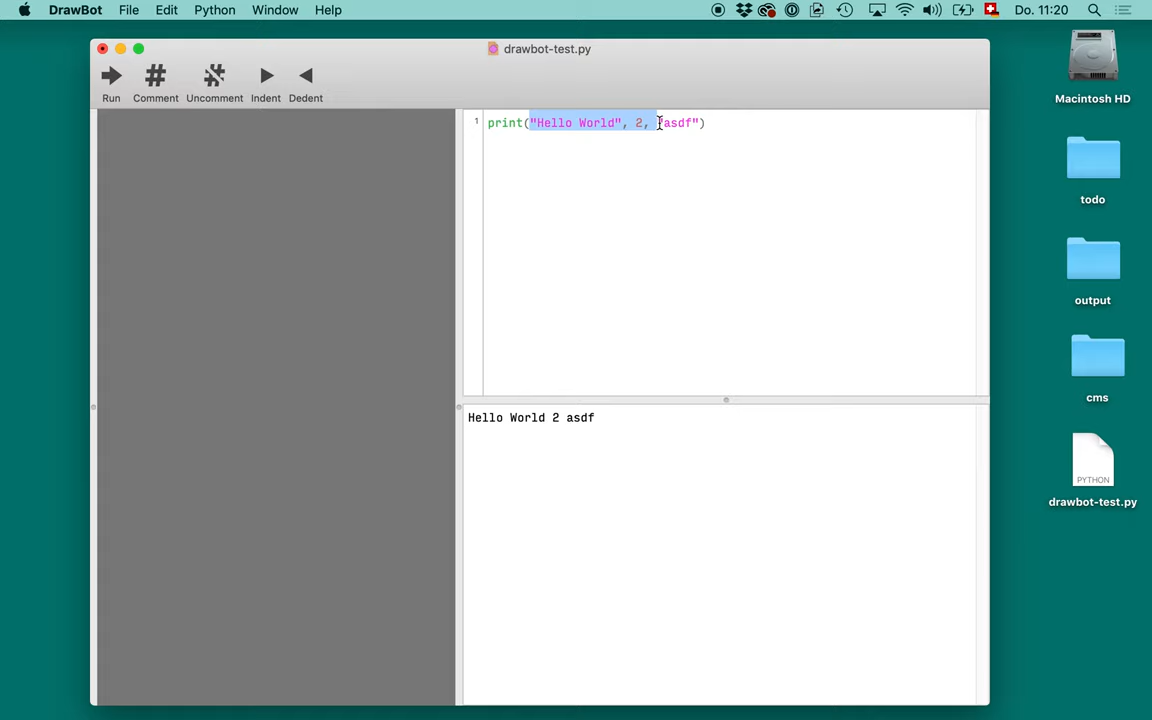 DrawBot File Edit Python Window Help Do. 11:20
drawbot-test.py
Run Comment Uncomment Indent Dedent
1 print("Hello World", 2, "asdf")
Hello World 2 asdf
Macintosh HD
todo
output
cms
PYTHON
drawbot-test.py